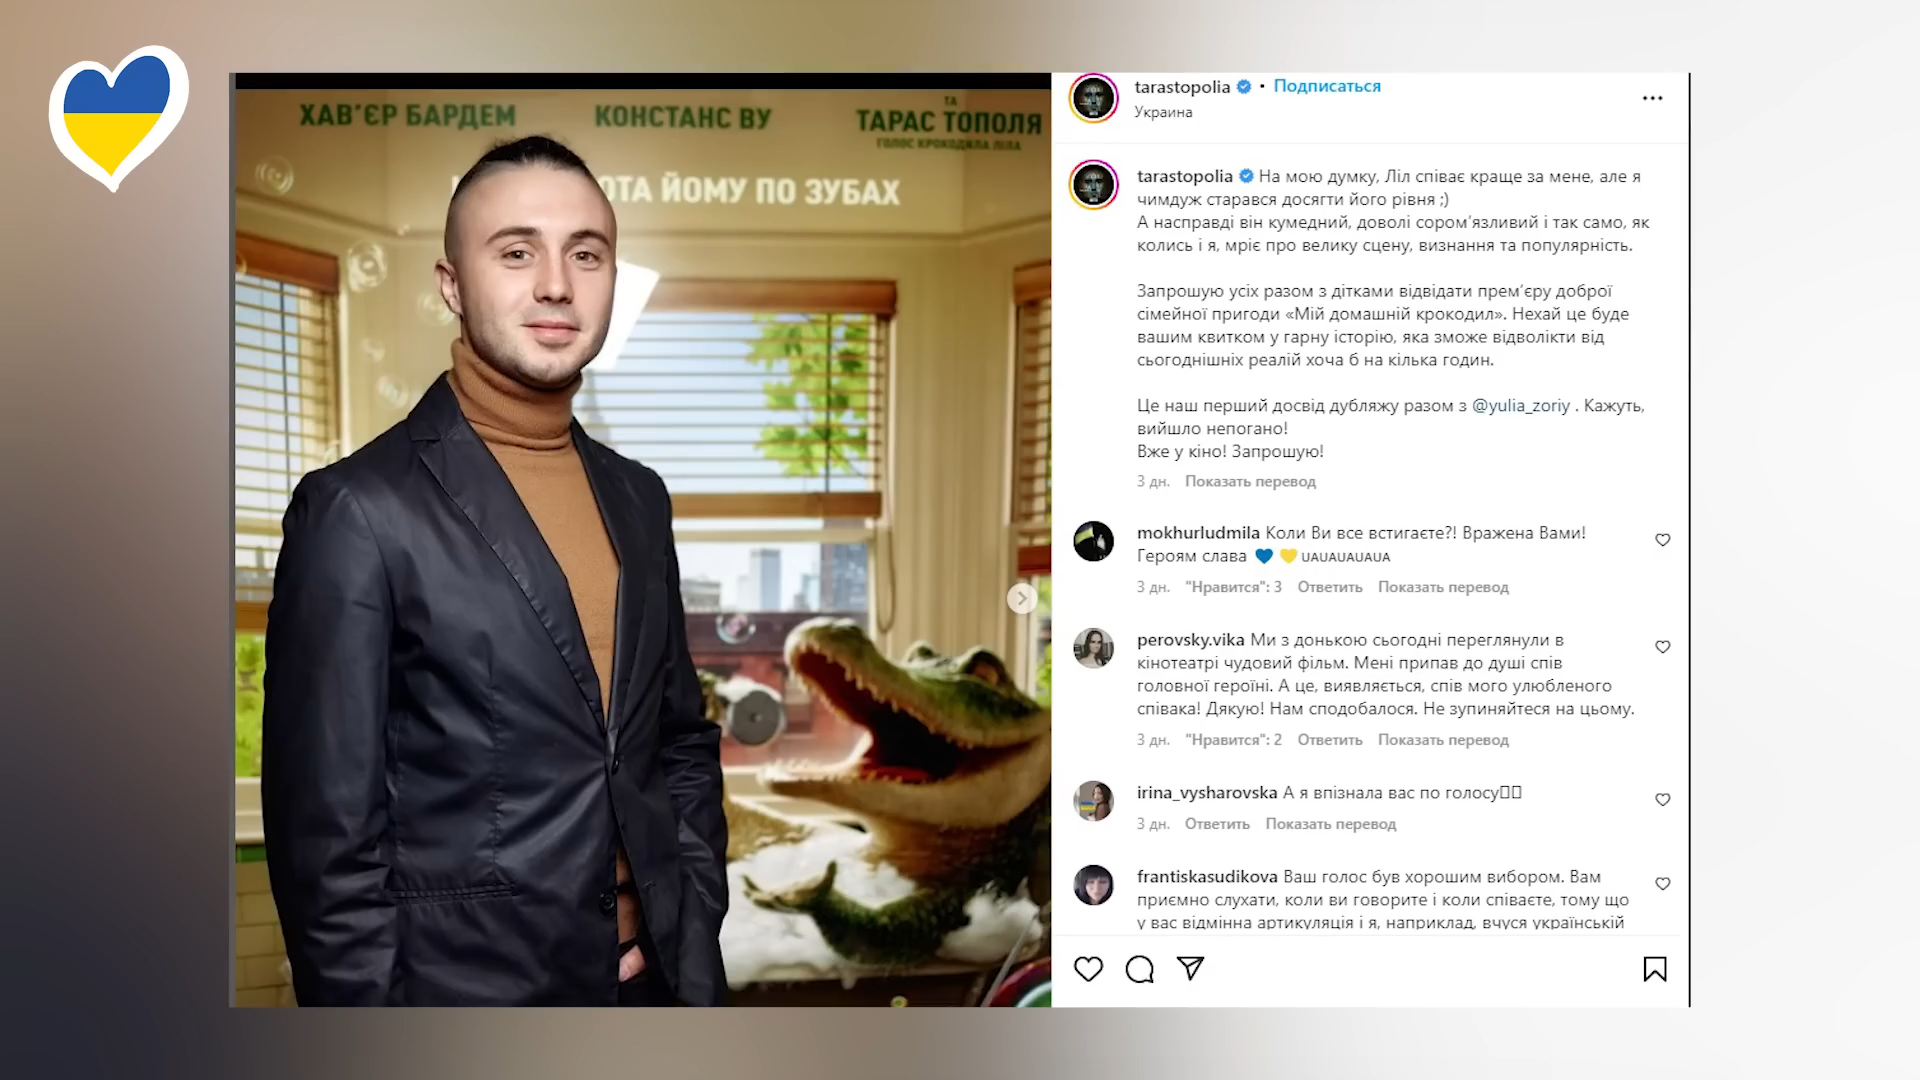 ХАВ'ЄР БАРДЕМ
КОНСТАНС ВУ
ТА
ТАРАС ТОПОЛЯ
ГОЛОС КРОКОДИЛА ЛІЛА
ОТА ЙОМУ ПО ЗУБАХ
tarastopolia • Подписаться
Украина
tarastopolia На мою думку, Ліл співає краще за мене, але я
чимдуж старався досягти його рівня ;)
А насправді він кумедний, доволі сором'язливий і так само, як
колись і я, мріє про велику сцену, визнання та популярність.
Запрошую усіх разом з дітками відвідати прем'єру доброї
сімейної пригоди «Мій домашній крокодил». Нехай це буде
вашим квитком у гарну історію, яка зможе відволікти від
сьогоднішніх реалій хоча б на кілька годин.
Це наш перший досвід дубляжу разом з @yulia_zoriy . Кажуть,
вийшло непогано!
Вже у кіно! Запрошую!
3 дн. Показать перевод
mokhurludmila Коли Ви все встигаєте?! Вражена Вами!
Героям слава 💙 💛 UAUAUAUAUA
3 дн. "Нравится": 3 Ответить Показать перевод
perovsky.vika Ми з донькою сьогодні переглянули в
кінотеатрі чудовий фільм. Мені припав до душі спів
головної героїні. А це, виявляється, спів мого улюбленого
співака! Дякую! Нам сподобалося. Не зупиняйтеся на цьому.
3 дн. "Нравится": 2 Ответить Показать перевод
irina_vysharovska А я впізнала вас по голосу
3 дн. Ответить Показать перевод
frantiskasudikova Ваш голос був хорошим вибором. Вам
приємно слухати, коли ви говорите і коли співаєте, тому що
у вас відмінна артикуляція і я, наприклад, вчуся українській